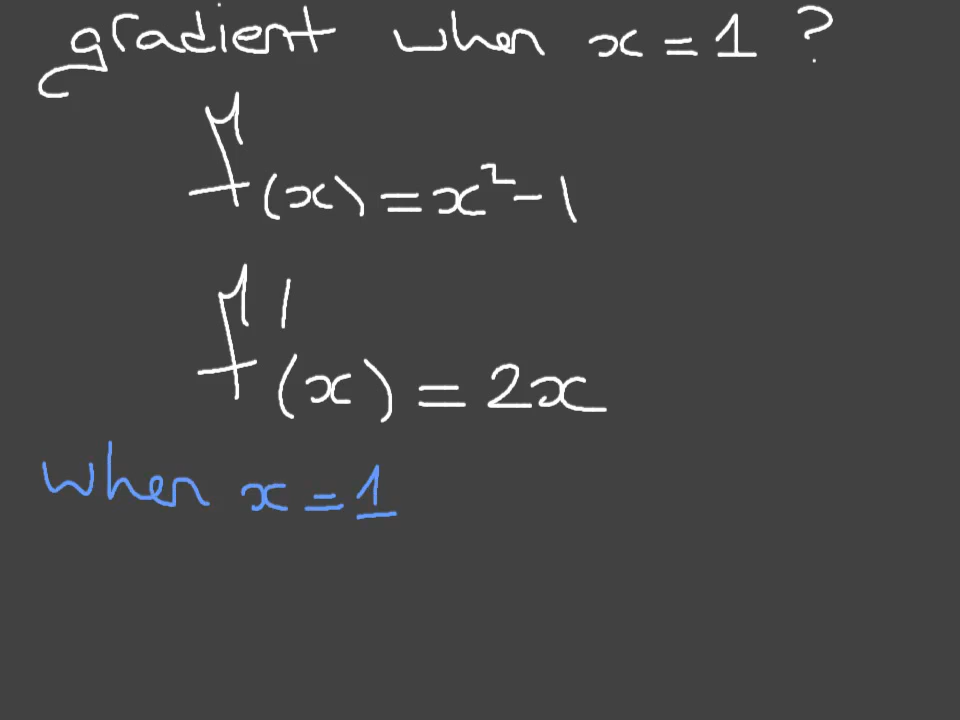 gradient when x = 1 ?
f(x) = x² - 1
f'(x) = 2x
when x = 1